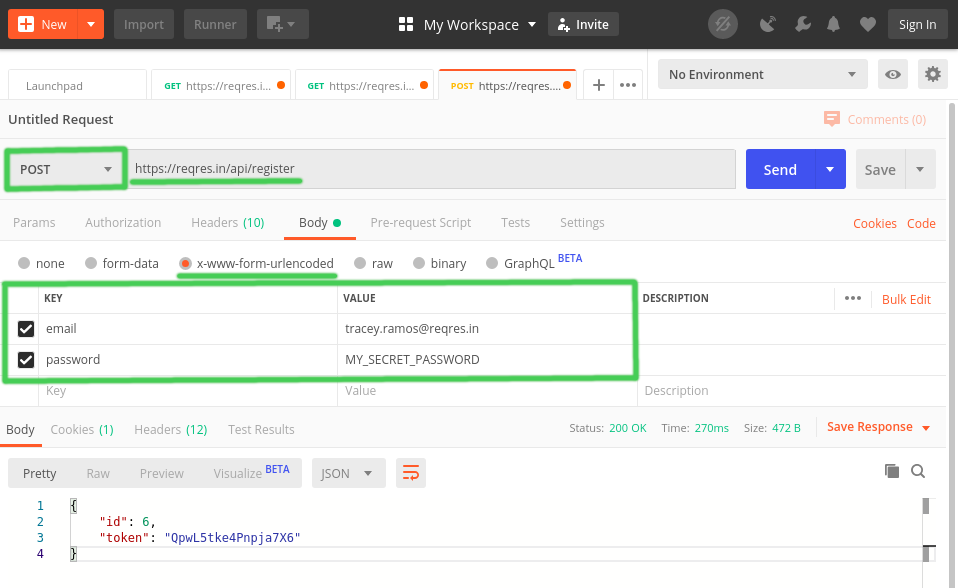 New Import Runner My Workspace Invite Sign In
Launchpad GET https://reqres.i... GET https://reqres.i... POST https://reqres.... + ••• No Environment
Untitled Request Comments (0)
POST https://reqres.in/api/register Send Save
Params Authorization Headers (10) Body Pre-request Script Tests Settings Cookies Code
none form-data x-www-form-urlencoded raw binary GraphQL BETA
KEY VALUE DESCRIPTION ••• Bulk Edit
email tracey.ramos@reqres.in
password MY_SECRET_PASSWORD
Key Value Description
Body Cookies (1) Headers (12) Test Results Status: 200 OK Time: 270ms Size: 472 B Save Response
Pretty Raw Preview Visualize BETA JSON
1 {
2 "id": 6,
3 "token": "QpwL5tke4Pnpja7X6"
4 }